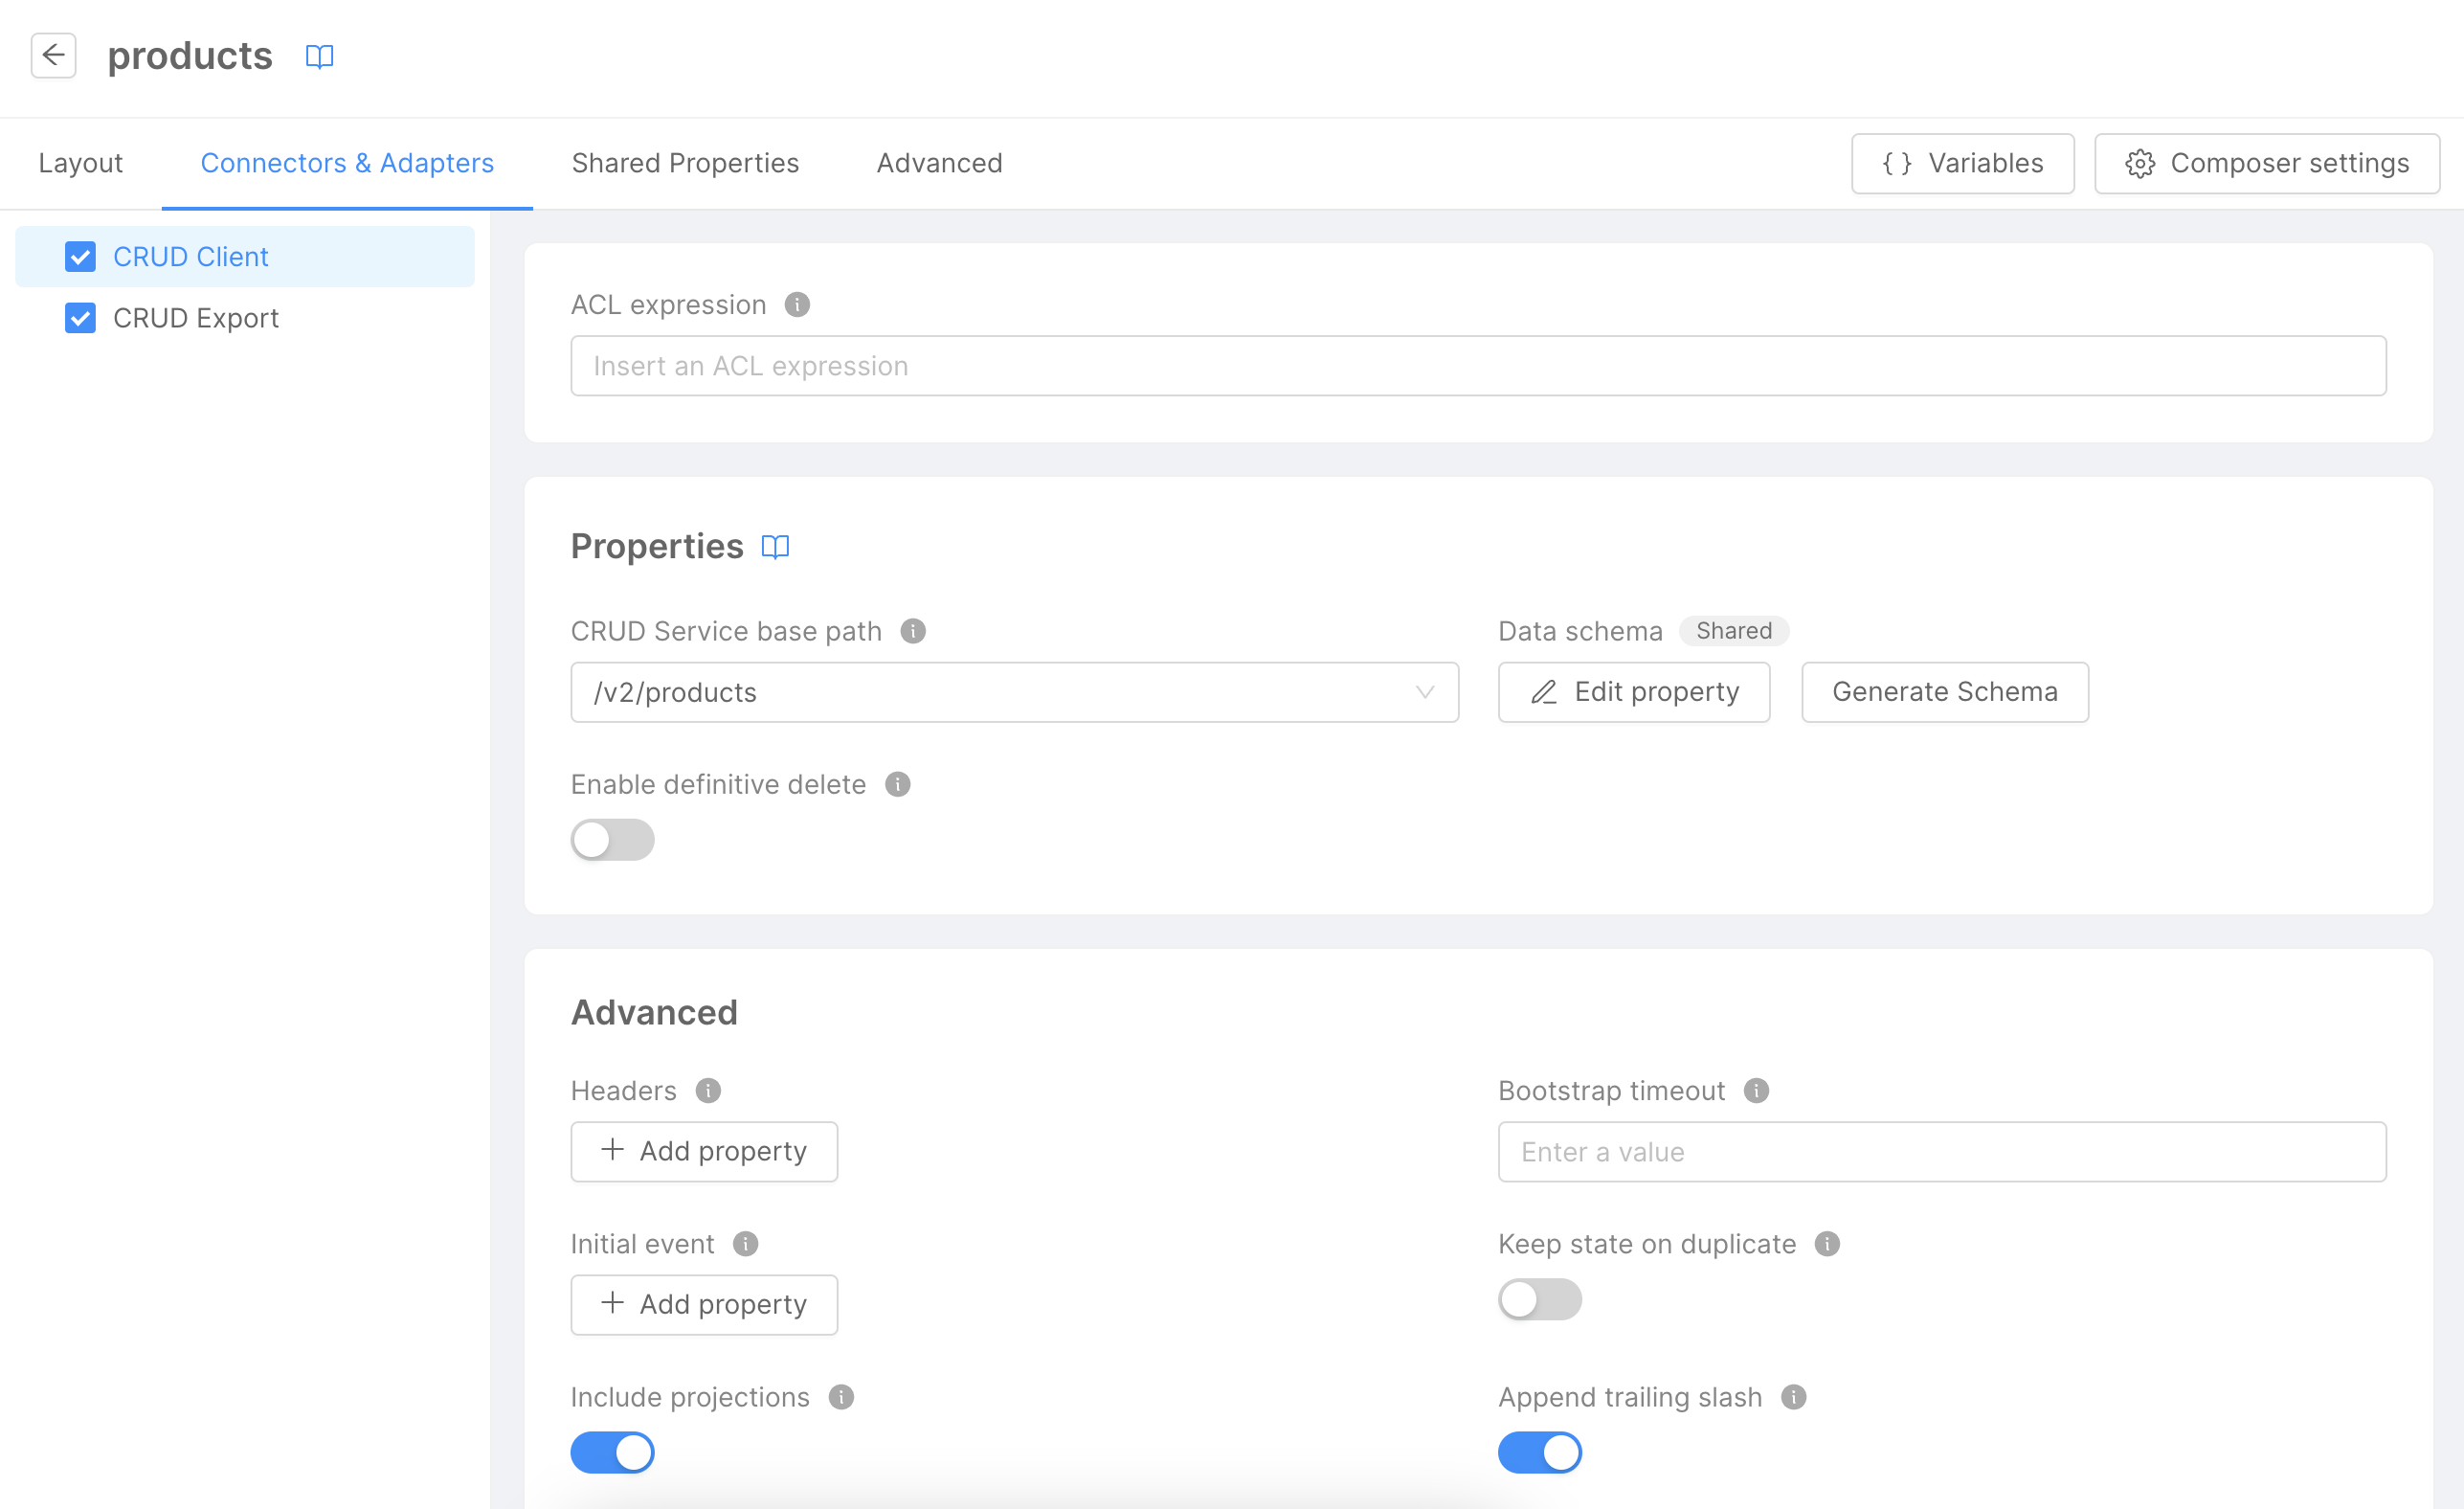 products
Layout
Connectors & Adapters
Shared Properties
Advanced
{ } Variables
Composer settings
CRUD Client
CRUD Export
ACL expression
Insert an ACL expression
Properties
CRUD Service base path
/v2/products
Data schema Shared
Edit property
Generate Schema
Enable definitive delete
Advanced
Headers
Add property
Bootstrap timeout
Enter a value
Initial event
Add property
Keep state on duplicate
Include projections
Append trailing slash